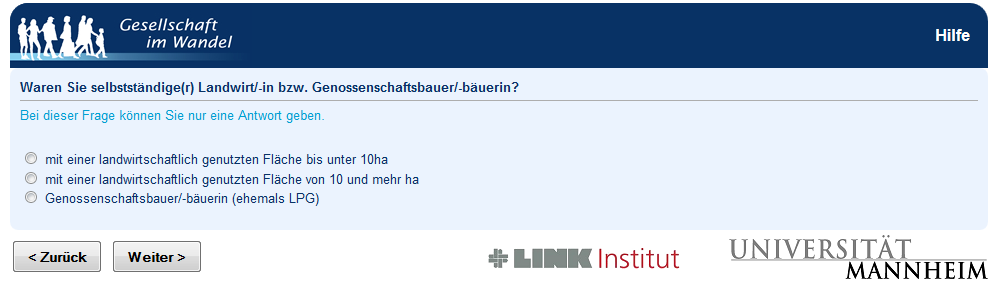 Gesellschaft
im Wandel
Hilfe
Waren Sie selbstständige(r) Landwirt/-in bzw. Genossenschaftsbauer/-bäuerin?
Bei dieser Frage können Sie nur eine Antwort geben.
mit einer landwirtschaftlich genutzten Fläche bis unter 10ha
mit einer landwirtschaftlich genutzten Fläche von 10 und mehr ha
Genossenschaftsbauer/-bäuerin (ehemals LPG)
< Zurück
Weiter >
LINK Institut
UNIVERSITÄT
MANNHEIM